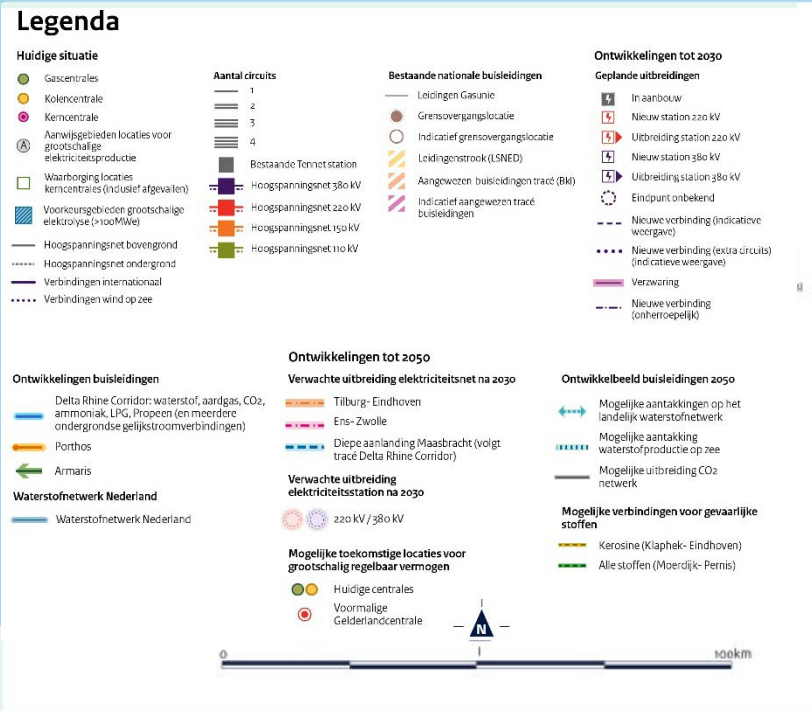 Legenda
Huidige situatie
Gascentrales
Kolencentrale
Kerncentrale
A
Aanwijsgebieden locaties voor
grootschalige
elektriciteitsproductie
Waarborging locaties
kerncentrales (inclusief afgevallen)
Voorkeursgebieden grootschalige
elektrolyse (>100MWe)
Hoogspanningsnet bovengrond
Hoogspanningsnet ondergrond
Verbindingen internationaal
Verbindingen wind op zee
Aantal circuits
1
2
3
4
Bestaande Tennet station
Hoogspanningsnet 380 kV
Hoogspanningsnet 220 kV
Hoogspanningsnet 150 kV
Hoogspanningsnet 110 kV
Bestaande nationale buisleidingen
Leidingen Gasunie
Grensovergangslocatie
Indicatief grensovergangslocatie
Leidingenstrook (LSNED)
Aangewezen buisleidingen tracé (Bkl)
Indicatief aangewezen tracé
buisleidingen
Ontwikkelingen tot 2030
Geplande uitbreidingen
In aanbouw
Nieuw station 220 kV
Uitbreiding station 220 kV
Nieuw station 380 kV
Uitbreiding station 380 kV
Eindpunt onbekend
Nieuwe verbinding (indicatieve
weergave)
Nieuwe verbinding (extra circuits)
(indicatieve weergave)
Verzwaring
Nieuwe verbinding
(onherroepelijk)
Ontwikkelingen buisleidingen
Delta Rhine Corridor: waterstof, aardgas, CO2,
ammoniak, LPG, Propeen (en meerdere
ondergrondse gelijkstroomverbindingen)
Porthos
Armaris
Waterstofnetwerk Nederland
Waterstofnetwerk Nederland
Ontwikkelingen tot 2050
Verwachte uitbreiding elektriciteitsnet na 2030
Tilburg- Eindhoven
Ens- Zwolle
Diepe aanlanding Maasbracht (volgt
tracé Delta Rhine Corridor)
Verwachte uitbreiding
elektriciteitsstation na 2030
220 kV / 380 kV
Mogelijke toekomstige locaties voor
grootschalig regelbaar vermogen
Huidige centrales
Voormalige
Gelderlandcentrale
Ontwikkelbeeld buisleidingen 2050
Mogelijke aantakkingen op het
landelijk waterstofnetwerk
Mogelijke aantakking
waterstofproductie op zee
Mogelijke uitbreiding CO2
netwerk
Mogelijke verbindingen voor gevaarlijke
stoffen
Kerosine (Klaphek- Eindhoven)
Alle stoffen (Moerdijk- Pernis)
N
0
100km